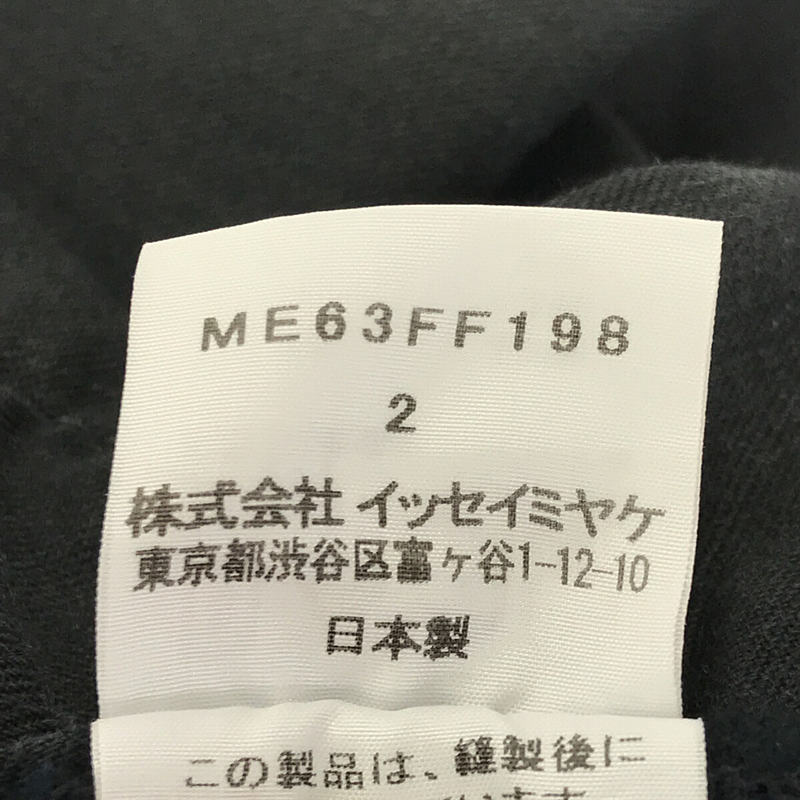 ME63FF198
2
株式会社 イッセイミヤケ
東京都渋谷区富ヶ谷1-12-10
日本製
この製品は、縫製後に